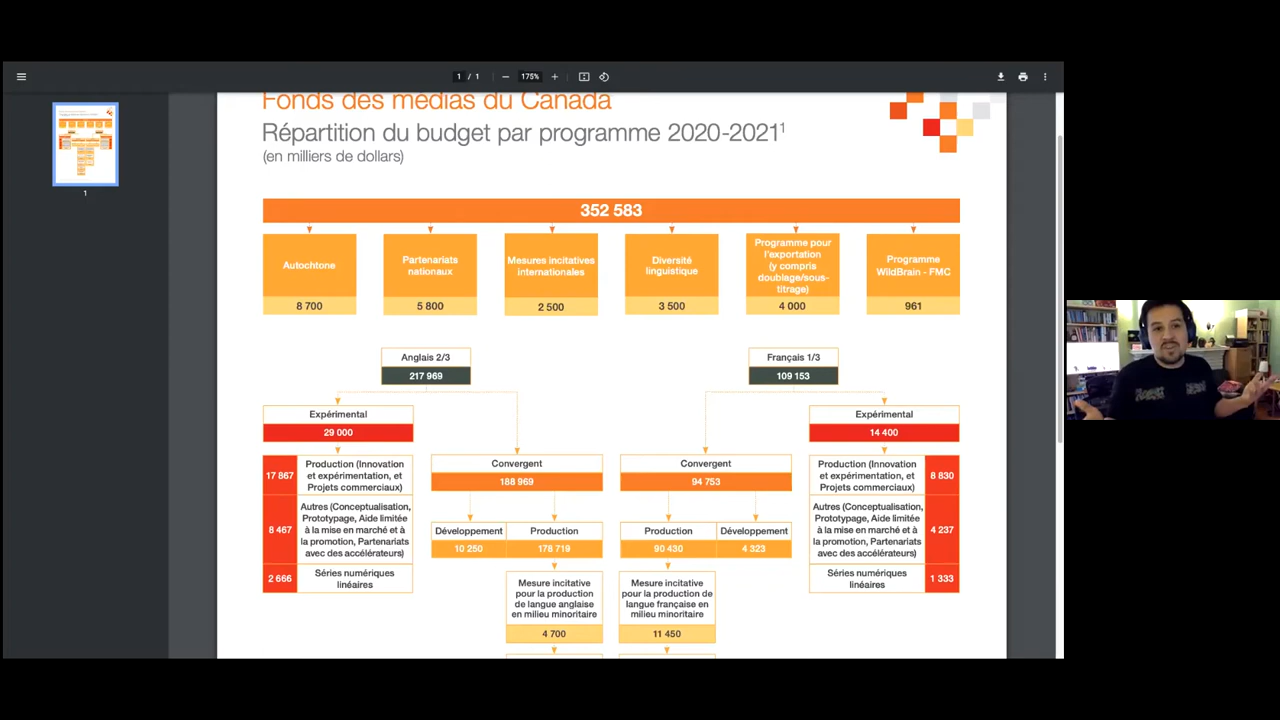 1 / 1
175%
Fonds des médias du Canada
Répartition du budget par programme 2020-2021¹
(en milliers de dollars)
1
352 583
Autochtone
8 700
Partenariats
nationaux
5 800
Mesures incitatives
internationales
2 500
Diversité
linguistique
3 500
Programme pour
l'exportation
(y compris
doublage/sous-
titrage)
4 000
Programme
WildBrain - FMC
961
Anglais 2/3
217 969
Français 1/3
109 153
Expérimental
29 000
17 867
Production (Innovation
et expérimentation, et
Projets commerciaux)
8 467
Autres (Conceptualisation,
Prototypage, Aide limitée
à la mise en marché et à
la promotion, Partenariats
avec des accélérateurs)
2 666
Séries numériques
linéaires
Convergent
188 969
Développement
10 250
Production
178 719
Mesure incitative
pour la production
de langue anglaise
en milieu minoritaire
4 700
Convergent
94 753
Production
90 430
Développement
4 323
Mesure incitative
pour la production de
langue française en
milieu minoritaire
11 450
Expérimental
14 400
Production (Innovation
et expérimentation, et
Projets commerciaux)
8 830
Autres (Conceptualisation,
Prototypage, Aide limitée
à la mise en marché et à
la promotion, Partenariats
avec des accélérateurs)
4 237
Séries numériques
linéaires
1 333